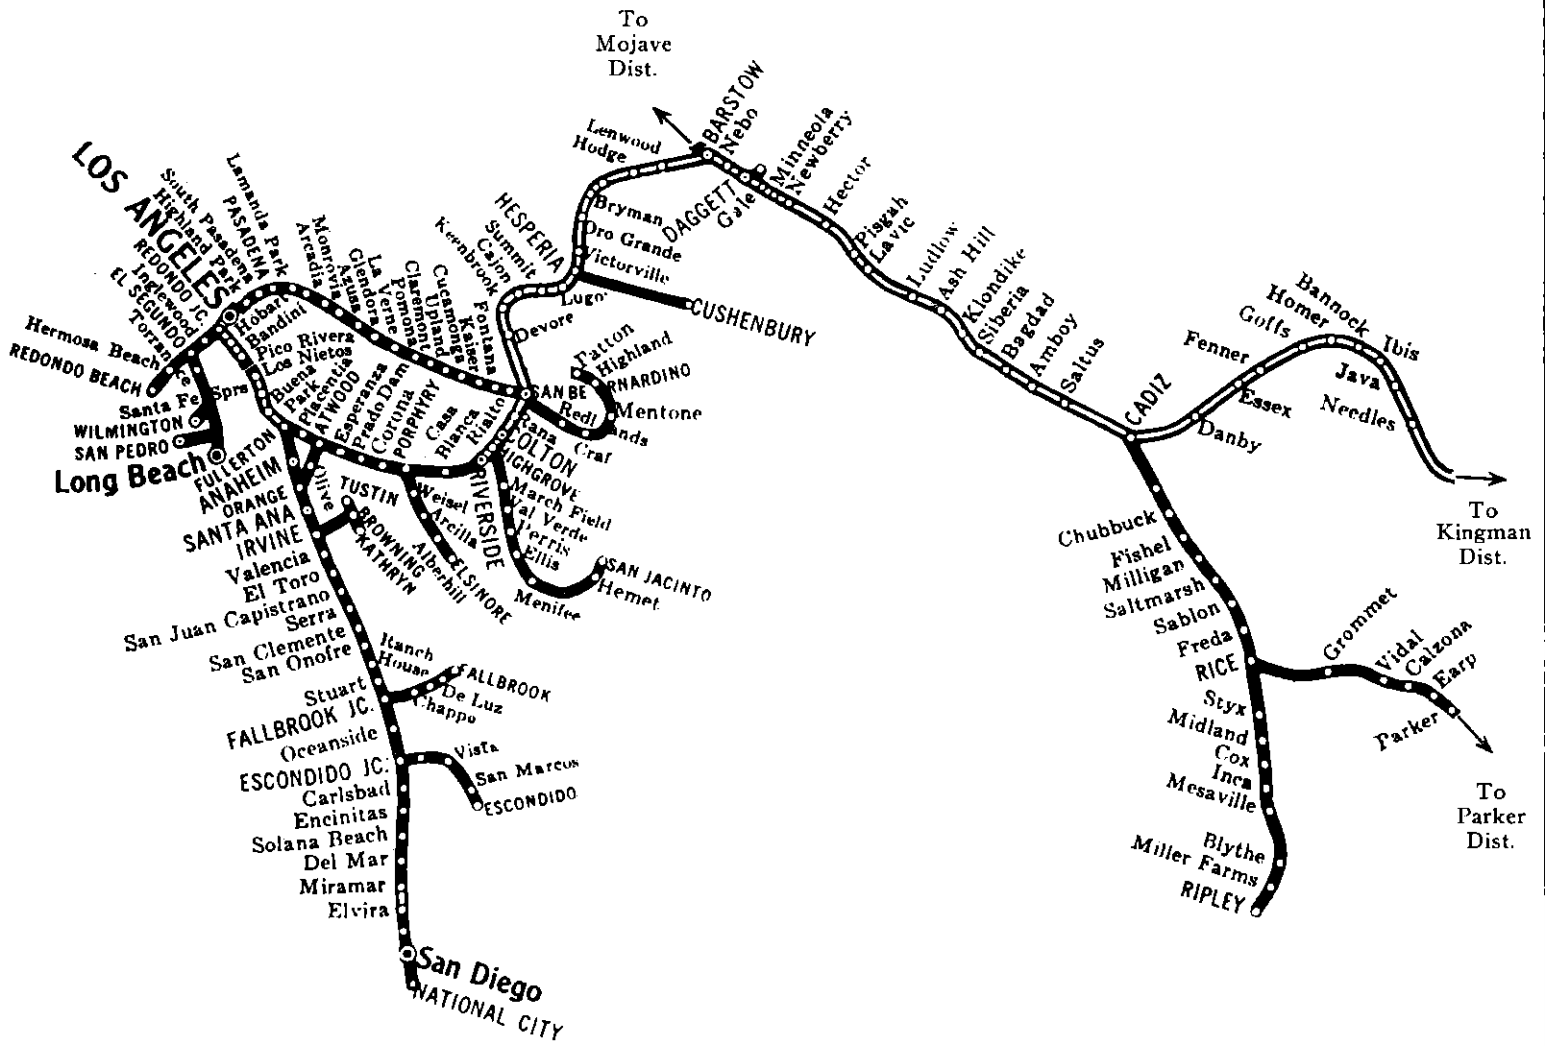 To
Mojave
Dist.
BARSTOW
Nebo
Lenwood
Hodge
Minneola
Newberry
DAGGETT
Gale
Hector
Pisgah
Lavic
Ludlow
Ash Hill
Klondike
Siberia
Bagdad
Amboy
Saltus
CADIZ
Danby
Essex
Fenner
Goffs
Homer
Bannock
Ibis
Java
Needles
To
Kingman
Dist.
Bryman
Oro Grande
Victorville
HESPERIA
CUSHENBURY
Lugo
Summit
Cajon
Keenbrook
Devore
LOS ANGELES
Lamanda Park
PASADENA
South Pasadena
Highland Park
REDONDO JC.
Inglewood
EL SEGUNDO
Torrance
Hermosa Beach
REDONDO BEACH
Arcadia
Monrovia
Azusa
Glendora
La Verne
Pomona
Claremont
Upland
Cucamonga
Kaiser
Fontana
Rialto
SAN BERNARDINO
Patton
Highland
Mentone
Craf
Redlands
Hobart
Bandini
Pico Rivera
Los Nietos
Santa Fe Sprs
Buena Park
WILMINGTON
SAN PEDRO
Long Beach
FULLERTON
ANAHEIM
ORANGE
SANTA ANA
IRVINE
Placentia
ATWOOD
Esperanza
Prado Dam
Corona
PORPHYRY
Casa Blanca
RIVERSIDE
Rana
COLTON
HIGHGROVE
March Field
Val Verde
Perris
Ellis
Menifee
Hemet
SAN JACINTO
Olive
TUSTIN
BROWNING
KATHRYN
Weisel
Arcilla
Alberhill
ELSINORE
Valencia
El Toro
San Juan Capistrano
Serra
San Clemente
San Onofre
Stuart
FALLBROOK JC.
Ranch House
Chappo
De Luz
FALLBROOK
Oceanside
ESCONDIDO JC.
Vista
San Marcos
ESCONDIDO
Carlsbad
Encinitas
Solana Beach
Del Mar
Miramar
Elvira
San Diego
NATIONAL CITY
Chubbuck
Fishel
Milligan
Saltmarsh
Sablon
Freda
RICE
Grommet
Vidal
Calzona
Earp
Parker
To
Parker
Dist.
Styx
Midland
Cox
Inca
Mesaville
Blythe
Miller Farms
RIPLEY